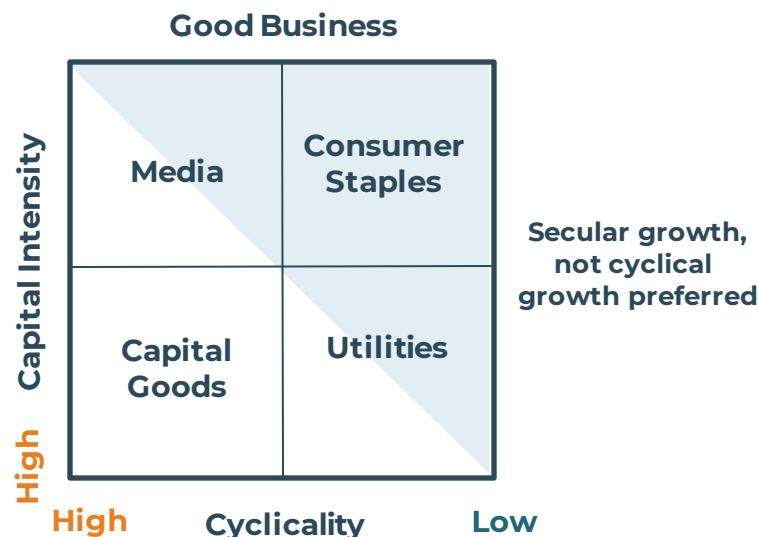 Good Business
Capital Intensity
High
Media
Consumer
Staples
Capital
Goods
Utilities
Secular growth,
not cyclical
growth preferred
High
Cyclicality
Low